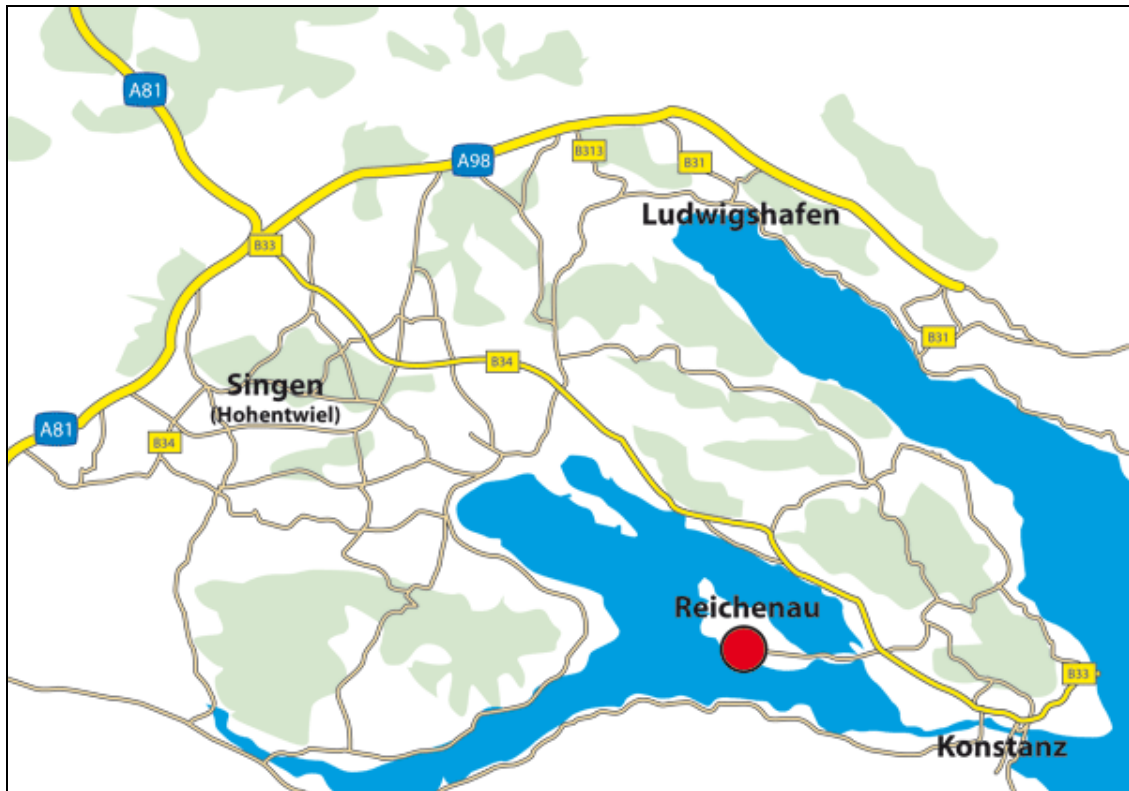 A81
A98
B313
B31
Ludwigshafen
B33
B31
B34
Singen
(Hohentwiel)
A81
B34
Reichenau
B33
Konstanz